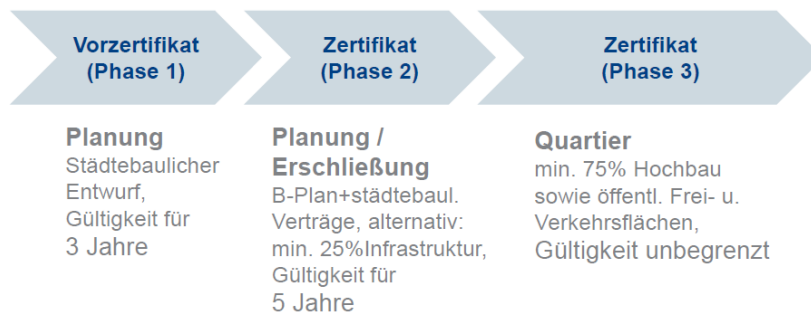 Vorzertifikat
(Phase 1)
Zertifikat
(Phase 2)
Zertifikat
(Phase 3)
Planung
Städtebaulicher
Entwurf,
Gültigkeit für
3 Jahre
Planung /
Erschließung
B-Plan+städtebaul.
Verträge, alternativ:
min. 25%Infrastruktur,
Gültigkeit für
5 Jahre
Quartier
min. 75% Hochbau
sowie öffentl. Frei- u.
Verkehrsflächen,
Gültigkeit unbegrenzt